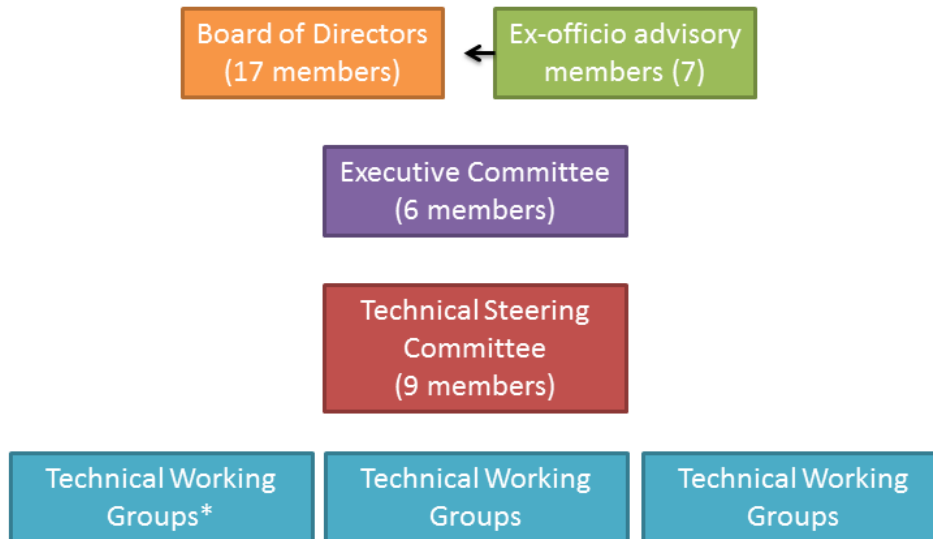 Board of Directors
(17 members)
Ex-officio advisory
members (7)
Executive Committee
(6 members)
Technical Steering
Committee
(9 members)
Technical Working
Groups*
Technical Working
Groups
Technical Working
Groups